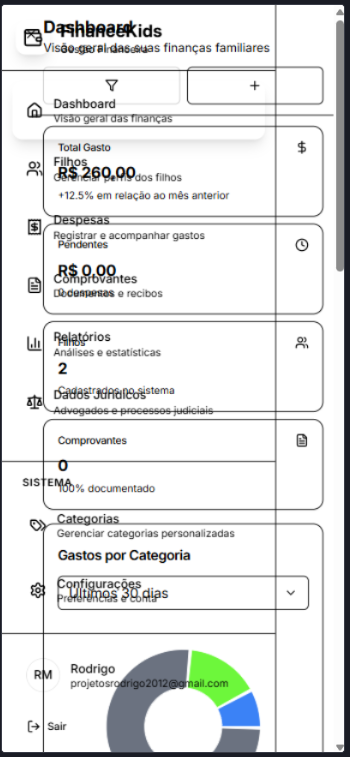 Dashboard
FinanceKids
Visão geral das suas finanças familiares
Gestão Financeira
Dashboard
Visão geral das finanças
Total Gasto
Filhos
R$ 260,00
Gerenciar perfis dos filhos
+12.5% em relação ao mês anterior
Despesas
Registrar e acompanhar gastos
Pendentes
R$ 0,00
Comprovantes
0 despesas
Documentos e recibos
Relatórios
Filhos
Análises e estatísticas
2
Cadastrados no sistema
Dados Jurídicos
Advogados e processos judiciais
Comprovantes
0
SISTEMA
100% documentado
Categorias
Gerenciar categorias personalizadas
Gastos por Categoria
Configurações
Últimos 30 dias
Preferências e conta
RM
Rodrigo
projetosrodrigo2012@gmail.com
Sair